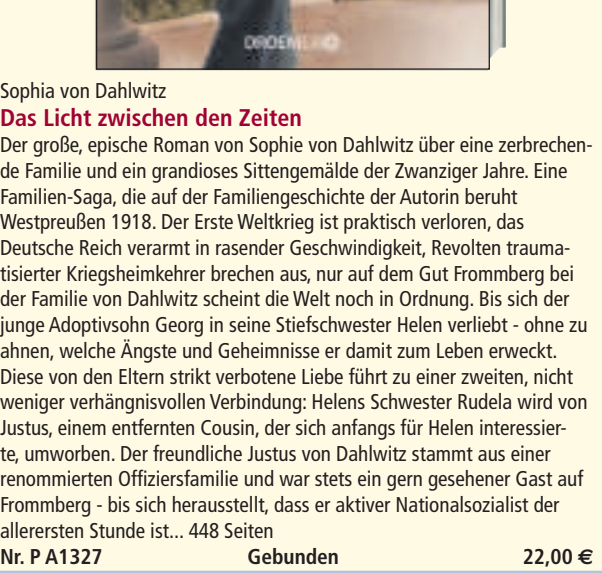 DROEMER
Sophia von Dahlwitz
Das Licht zwischen den Zeiten
Der große, epische Roman von Sophie von Dahlwitz über eine zerbrechen-
de Familie und ein grandioses Sittengemälde der Zwanziger Jahre. Eine
Familien-Saga, die auf der Familiengeschichte der Autorin beruht
Westpreußen 1918. Der Erste Weltkrieg ist praktisch verloren, das
Deutsche Reich verarmt in rasender Geschwindigkeit, Revolten trauma-
tisierter Kriegsheimkehrer brechen aus, nur auf dem Gut Frommberg bei
der Familie von Dahlwitz scheint die Welt noch in Ordnung. Bis sich der
junge Adoptivsohn Georg in seine Stiefschwester Helen verliebt - ohne zu
ahnen, welche Ängste und Geheimnisse er damit zum Leben erweckt.
Diese von den Eltern strikt verbotene Liebe führt zu einer zweiten, nicht
weniger verhängnisvollen Verbindung: Helens Schwester Rudela wird von
Justus, einem entfernten Cousin, der sich anfangs für Helen interessier-
te, umworben. Der freundliche Justus von Dahlwitz stammt aus einer
renommierten Offiziersfamilie und war stets ein gern gesehener Gast auf
Frommberg - bis sich herausstellt, dass er aktiver Nationalsozialist der
allerersten Stunde ist... 448 Seiten
Nr. P A1327 Gebunden 22,00 €